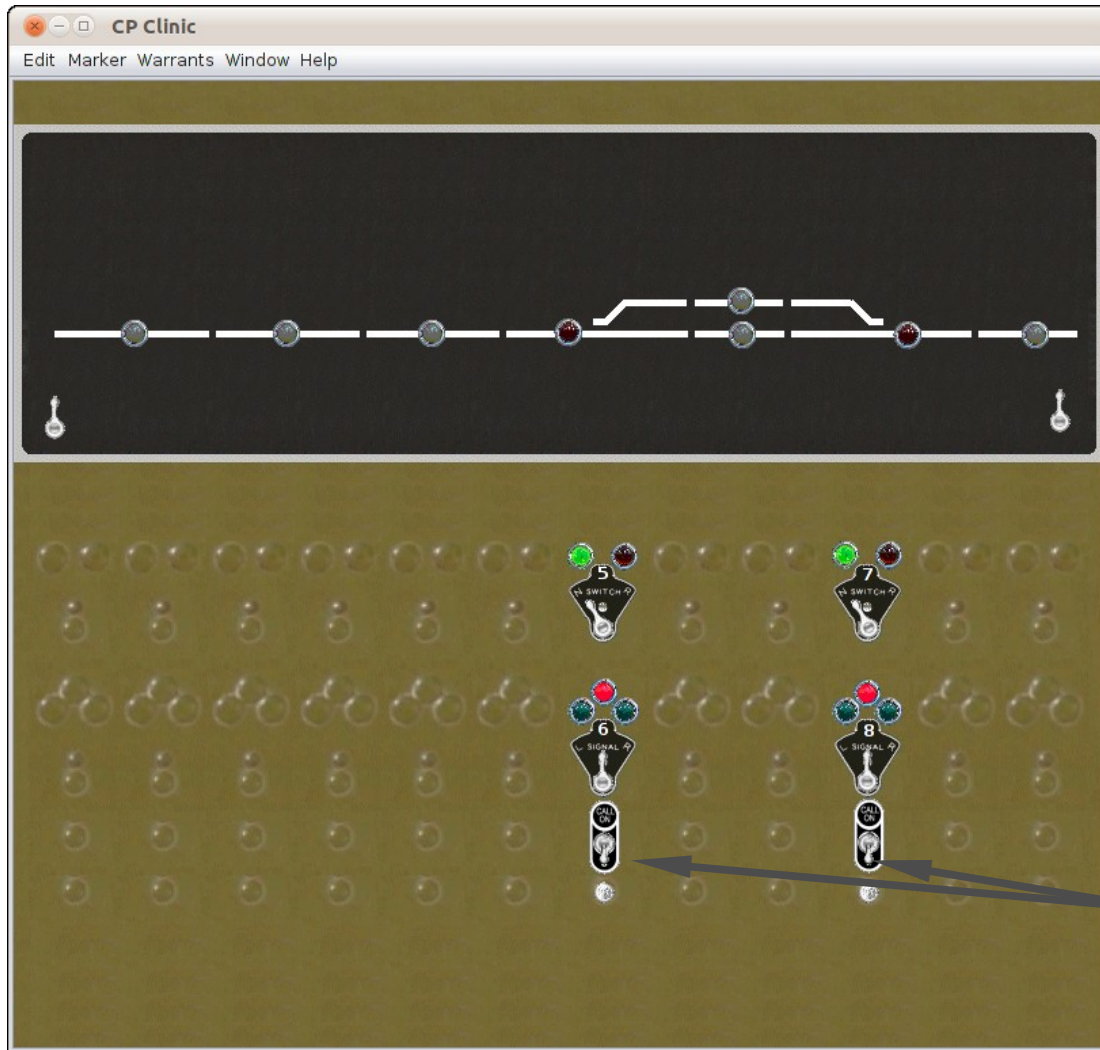 CP Clinic
Edit Marker Warrants Window Help
5
N SWITCH R
7
N SWITCH R
6
L SIGNAL R
8
L SIGNAL R
CALL
ON
CALL
ON